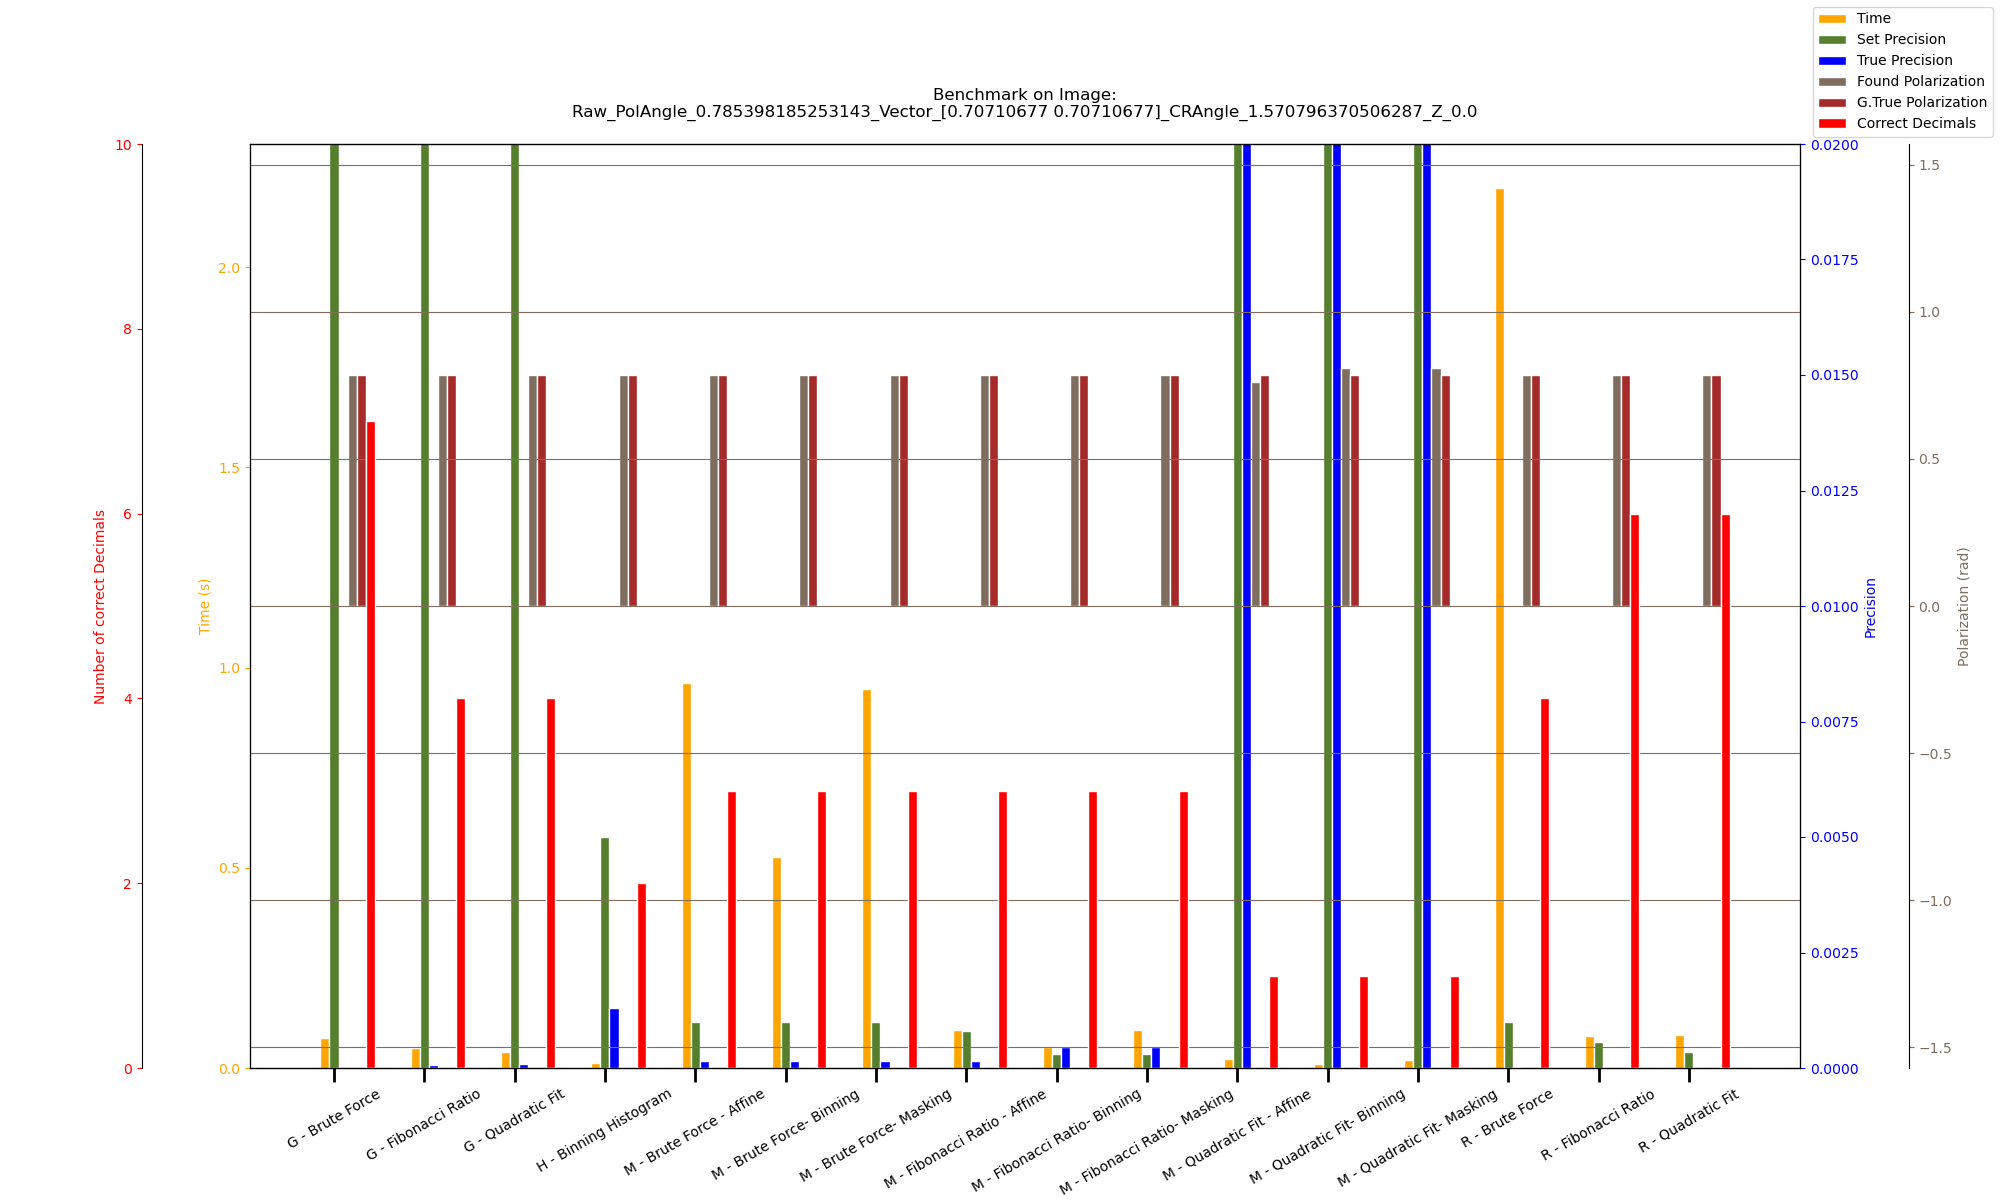 Time
Set Precision
True Precision
Found Polarization
G.True Polarization
Correct Decimals
Benchmark on Image:
Raw_PolAngle_0.785398185253143_Vector_[0.70710677 0.70710677]_CRAngle_1.570796370506287_Z_0.0
Number of correct Decimals
10
8
6
4
2
0
Time (s)
2.0
1.5
1.0
0.5
0.0
0.0200
0.0175
0.0150
0.0125
0.0100
0.0075
0.0050
0.0025
0.0000
Precision
1.5
1.0
0.5
0.0
−0.5
−1.0
−1.5
Polarization (rad)
G - Brute Force
G - Fibonacci Ratio
G - Quadratic Fit
H - Binning Histogram
M - Brute Force - Affine
M - Brute Force- Binning
M - Brute Force- Masking
M - Fibonacci Ratio - Affine
M - Fibonacci Ratio- Binning
M - Fibonacci Ratio- Masking
M - Quadratic Fit - Affine
M - Quadratic Fit- Binning
M - Quadratic Fit- Masking
R - Brute Force
R - Fibonacci Ratio
R - Quadratic Fit